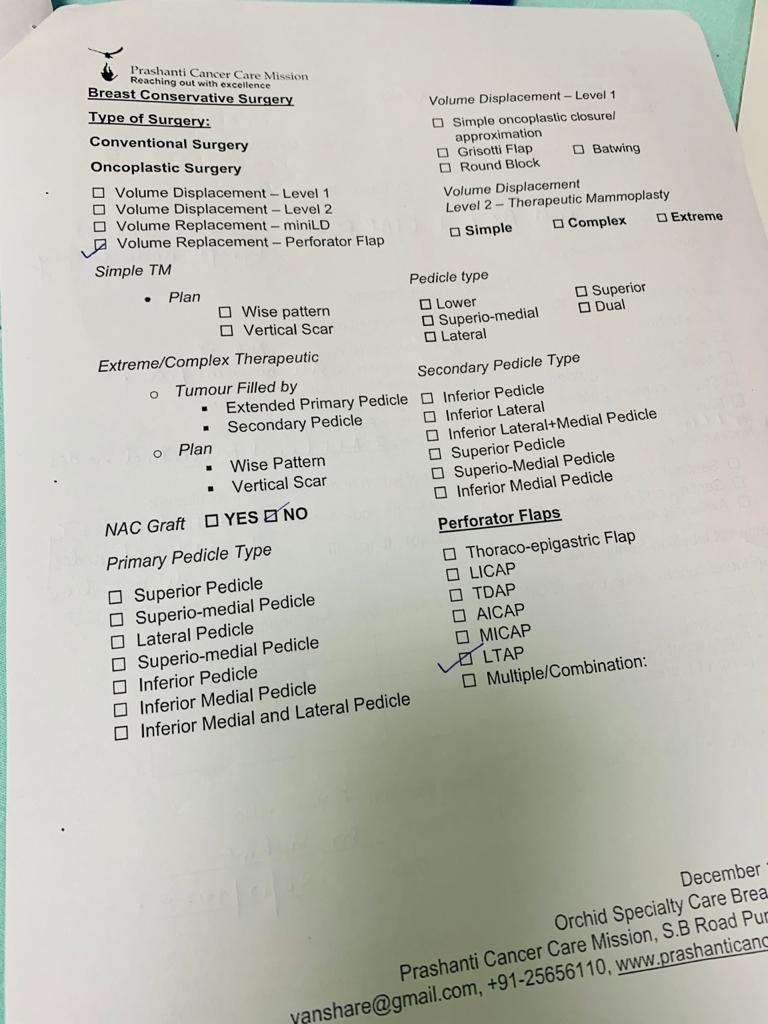 Prashanti Cancer Care Mission
Reaching out with excellence
Breast Conservative Surgery
Type of Surgery:
Conventional Surgery
Oncoplastic Surgery
☐ Volume Displacement – Level 1
☐ Volume Displacement – Level 2
☐ Volume Replacement – miniLD
☑ Volume Replacement – Perforator Flap
Simple TM
• Plan
☐ Wise pattern
☐ Vertical Scar
Extreme/Complex Therapeutic
○ Tumour Filled by
▪ Extended Primary Pedicle
▪ Secondary Pedicle
○ Plan
▪ Wise Pattern
▪ Vertical Scar
NAC Graft ☐ YES ☑ NO
Primary Pedicle Type
☐ Superior Pedicle
☐ Superio-medial Pedicle
☐ Lateral Pedicle
☐ Superio-medial Pedicle
☐ Inferior Pedicle
☐ Inferior Medial Pedicle
☐ Inferior Medial and Lateral Pedicle
Volume Displacement – Level 1
☐ Simple oncoplastic closure/
approximation
☐ Grisotti Flap ☐ Batwing
☐ Round Block
Volume Displacement
Level 2 – Therapeutic Mammoplasty
☐ Simple ☐ Complex ☐ Extreme
Pedicle type
☐ Lower ☐ Superior
☐ Superio-medial ☐ Dual
☐ Lateral
Secondary Pedicle Type
☐ Inferior Pedicle
☐ Inferior Lateral
☐ Inferior Lateral+Medial Pedicle
☐ Superior Pedicle
☐ Superio-Medial Pedicle
☐ Inferior Medial Pedicle
Perforator Flaps
☐ Thoraco-epigastric Flap
☐ LICAP
☐ TDAP
☐ AICAP
☐ MICAP
☑ LTAP
☐ Multiple/Combination:
December
Orchid Specialty Care Brea
Prashanti Cancer Care Mission, S.B Road Pu
vanshare@gmail.com, +91-25656110, www.prashanticanc